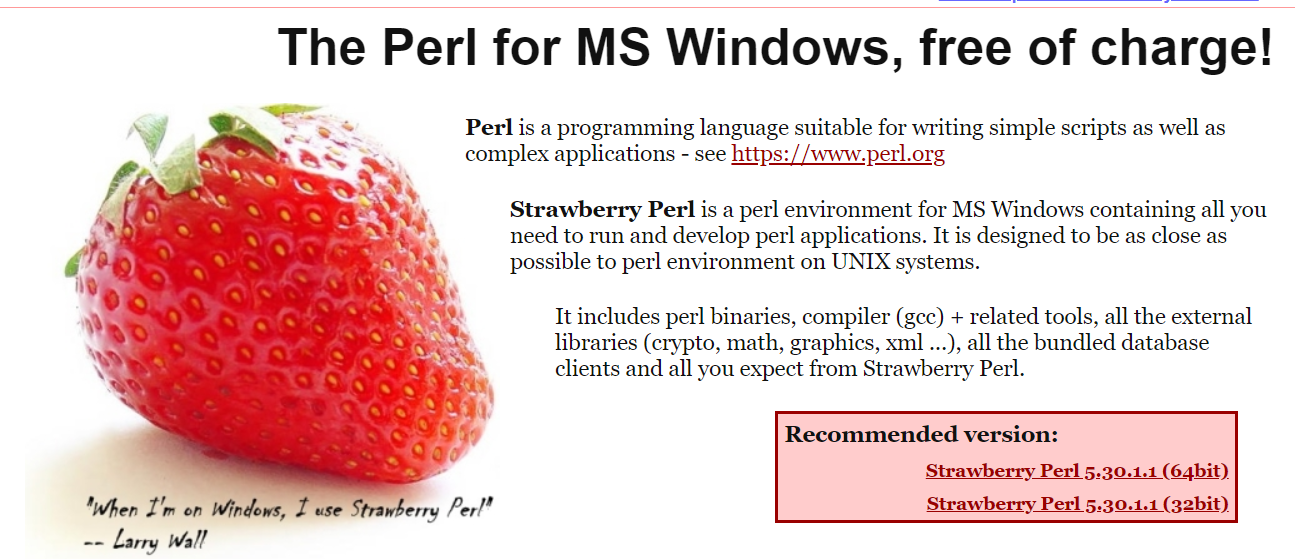 The Perl for MS Windows, free of charge!
Perl is a programming language suitable for writing simple scripts as well as
complex applications - see https://www.perl.org
Strawberry Perl is a perl environment for MS Windows containing all you
need to run and develop perl applications. It is designed to be as close as
possible to perl environment on UNIX systems.
It includes perl binaries, compiler (gcc) + related tools, all the external
libraries (crypto, math, graphics, xml ...), all the bundled database
clients and all you expect from Strawberry Perl.
Recommended version:
Strawberry Perl 5.30.1.1 (64bit)
Strawberry Perl 5.30.1.1 (32bit)
"When I'm on Windows, I use Strawberry Perl"
-- Larry Wall